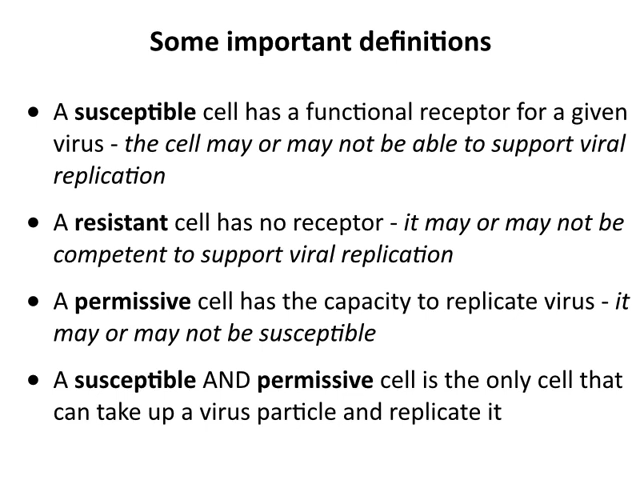 Some important definitions
• A susceptible cell has a functional receptor for a given
virus - the cell may or may not be able to support viral
replication
• A resistant cell has no receptor - it may or may not be
competent to support viral replication
• A permissive cell has the capacity to replicate virus - it
may or may not be susceptible
• A susceptible AND permissive cell is the only cell that
can take up a virus particle and replicate it